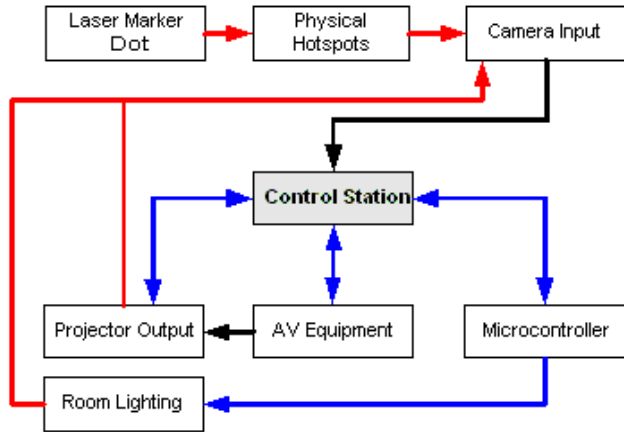 Laser Marker
Dot
Physical
Hotspots
Camera Input
Control Station
Projector Output
AV Equipment
Microcontroller
Room Lighting